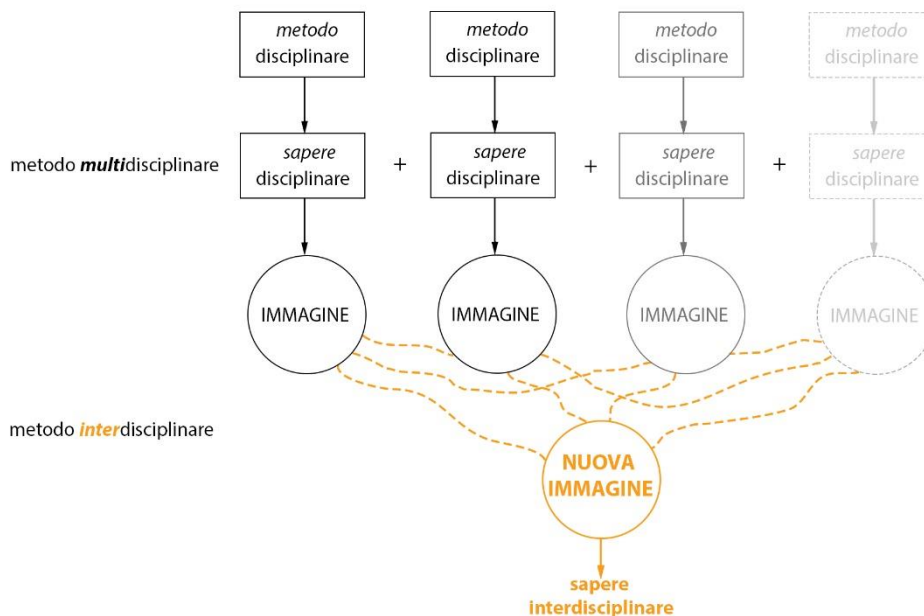 metodo
disciplinare
metodo
disciplinare
metodo
disciplinare
metodo
disciplinare
metodo multidisciplinare
sapere
disciplinare
+
sapere
disciplinare
+
sapere
disciplinare
+
sapere
disciplinare
IMMAGINE
IMMAGINE
IMMAGINE
IMMAGINE
metodo interdisciplinare
NUOVA
IMMAGINE
sapere
interdisciplinare